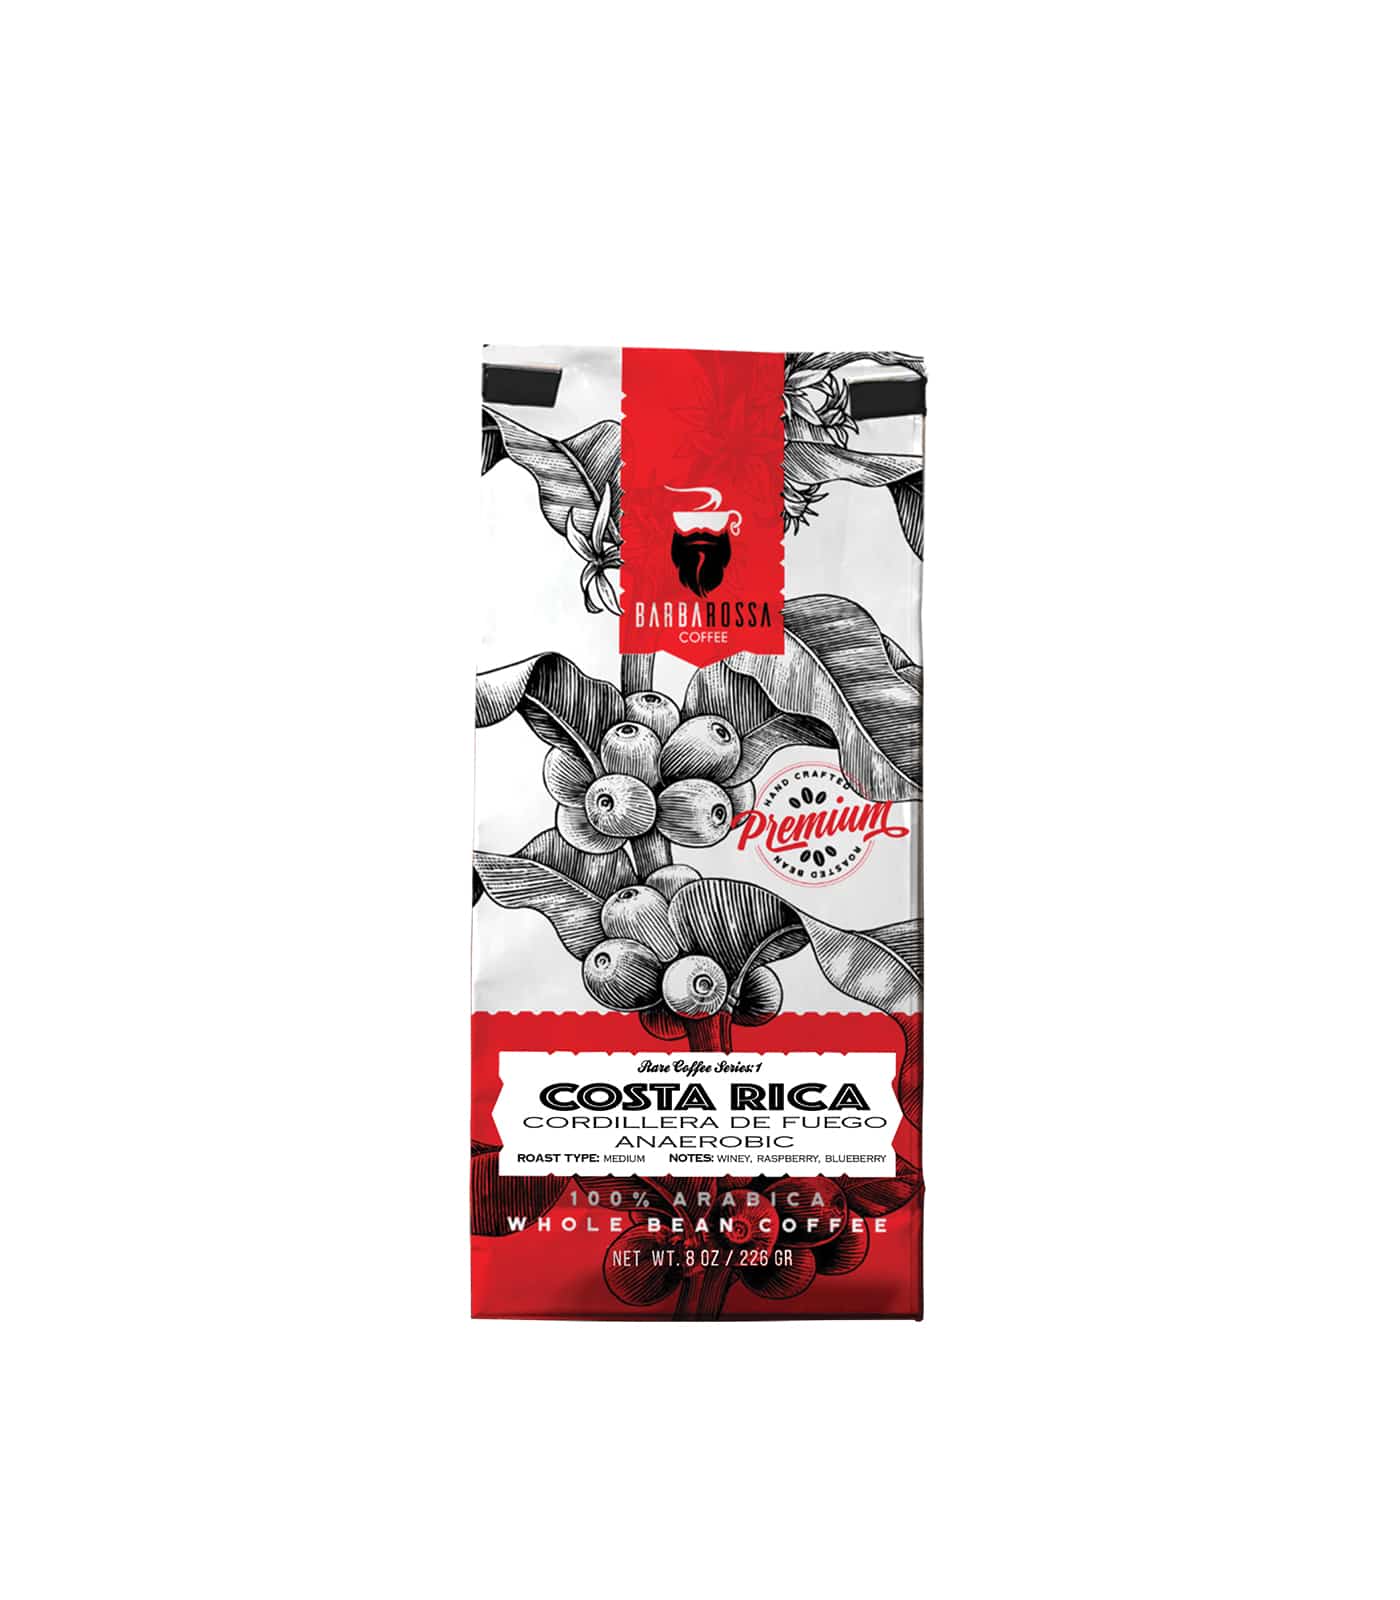 BARBAROSSA
COFFEE
HAND CRAFTED
Premium
ROASTED BEAN
Rare Coffee Series:1
COSTA RICA
CORDILLERA DE FUEGO
ANAEROBIC
ROAST TYPE: MEDIUM NOTES: WINEY, RASPBERRY, BLUEBERRY
100% ARABICA
WHOLE BEAN COFFEE
NET WT. 8 OZ / 226 GR